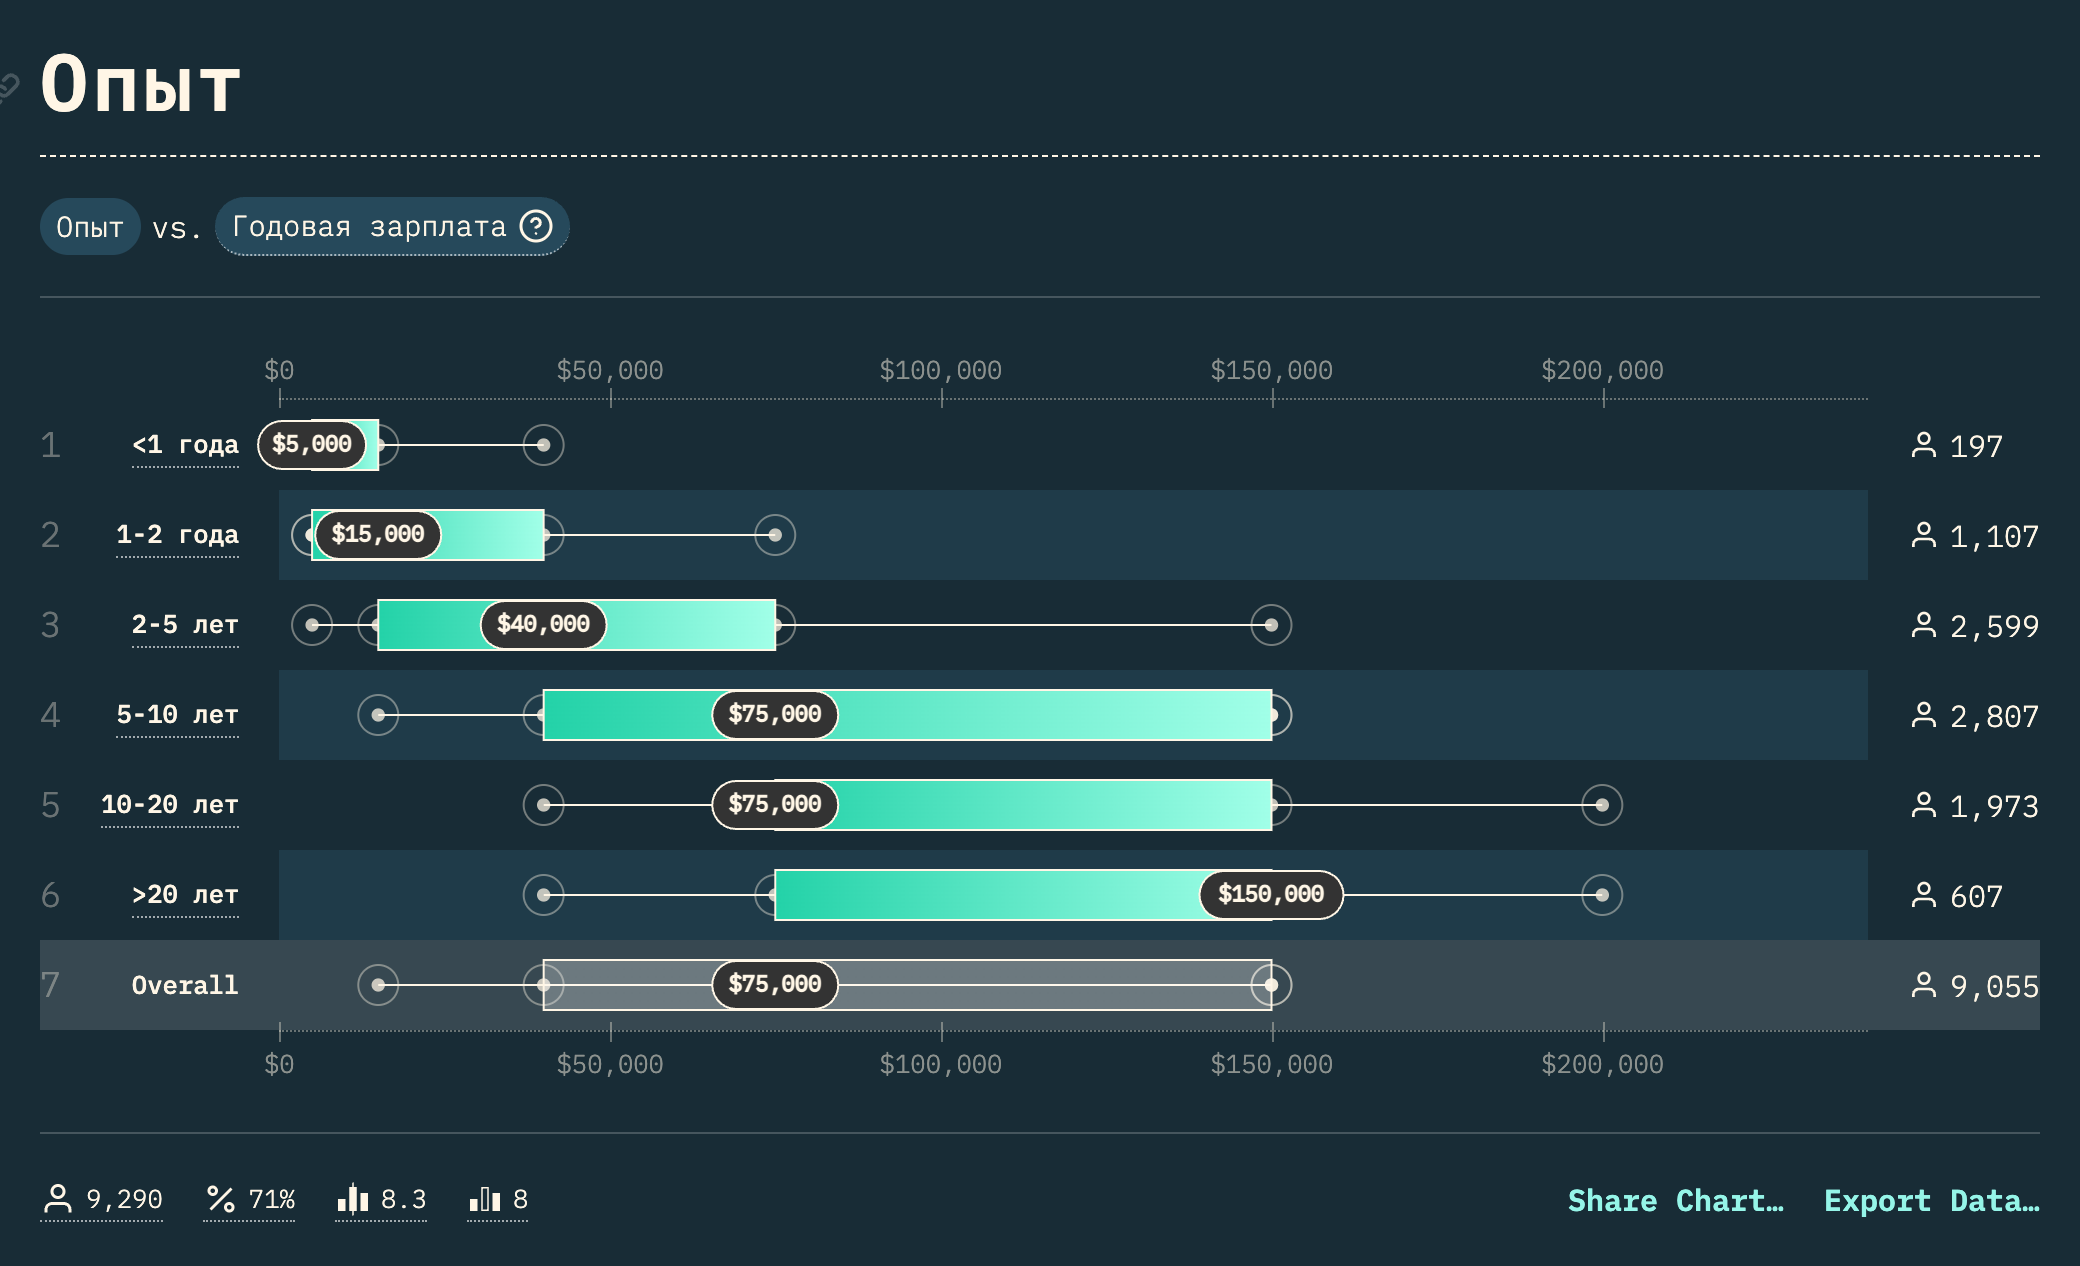 Опыт
Опыт vs. Годовая зарплата ?
$0 $50,000 $100,000 $150,000 $200,000
1 <1 года $5,000 197
2 1-2 года $15,000 1,107
3 2-5 лет $40,000 2,599
4 5-10 лет $75,000 2,807
5 10-20 лет $75,000 1,973
6 >20 лет $150,000 607
7 Overall $75,000 9,055
$0 $50,000 $100,000 $150,000 $200,000
9,290 71% 8.3 8 Share Chart… Export Data…